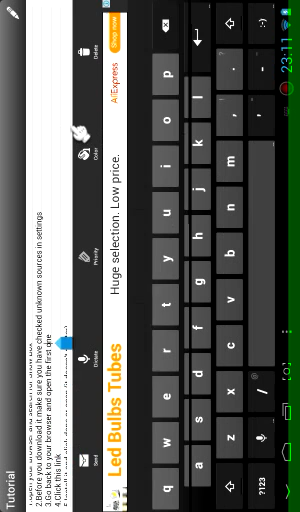 Tutorial
2.Before you download it make sure you have checked unknown sources in settings
3.Go back to your browser and open the first one
4.Click this link
Send
Dictate
Priority
Color
Delete
Led Bulbs Tubes
Huge selection. Low price.
AliExpress
Shop now
q w e r t y u i o p
a s d f g h j k l
z x c v b n m , .
?123 / @ ' - :-)
23:11